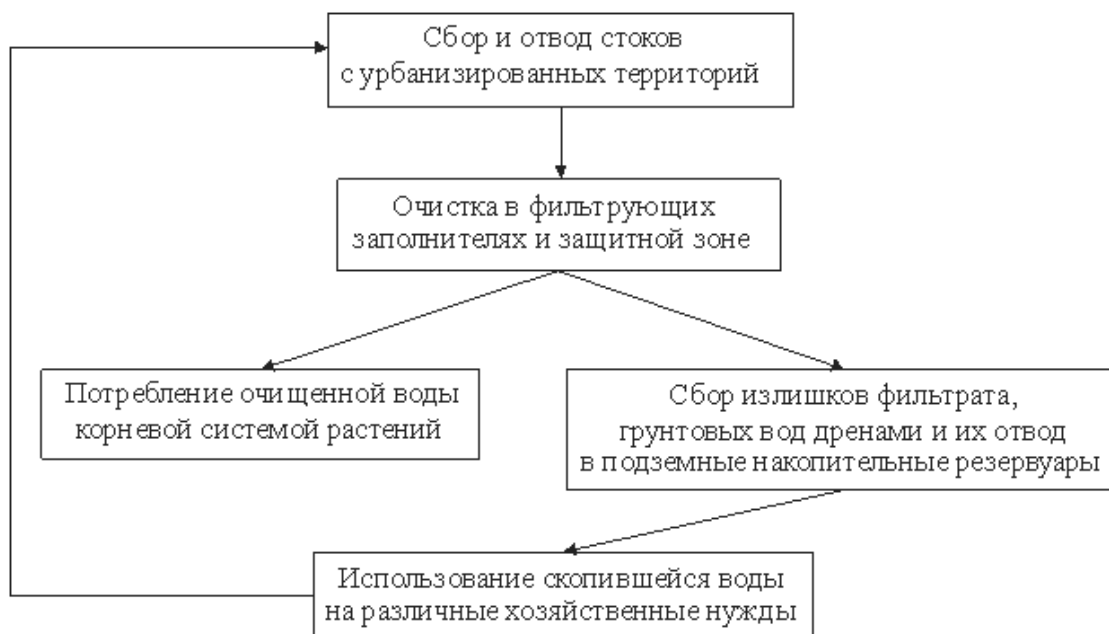 Сбор и отвод стоков
с урбанизированных территорий
Очистка в фильтрующих
заполнителях и защитной зоне
Потребление очищенной воды
корневой системой растений
Сбор излишков фильтрата,
грунтовых вод дренами и их отвод
в подземные накопительные резервуары
Использование скопившейся воды
на различные хозяйственные нужды